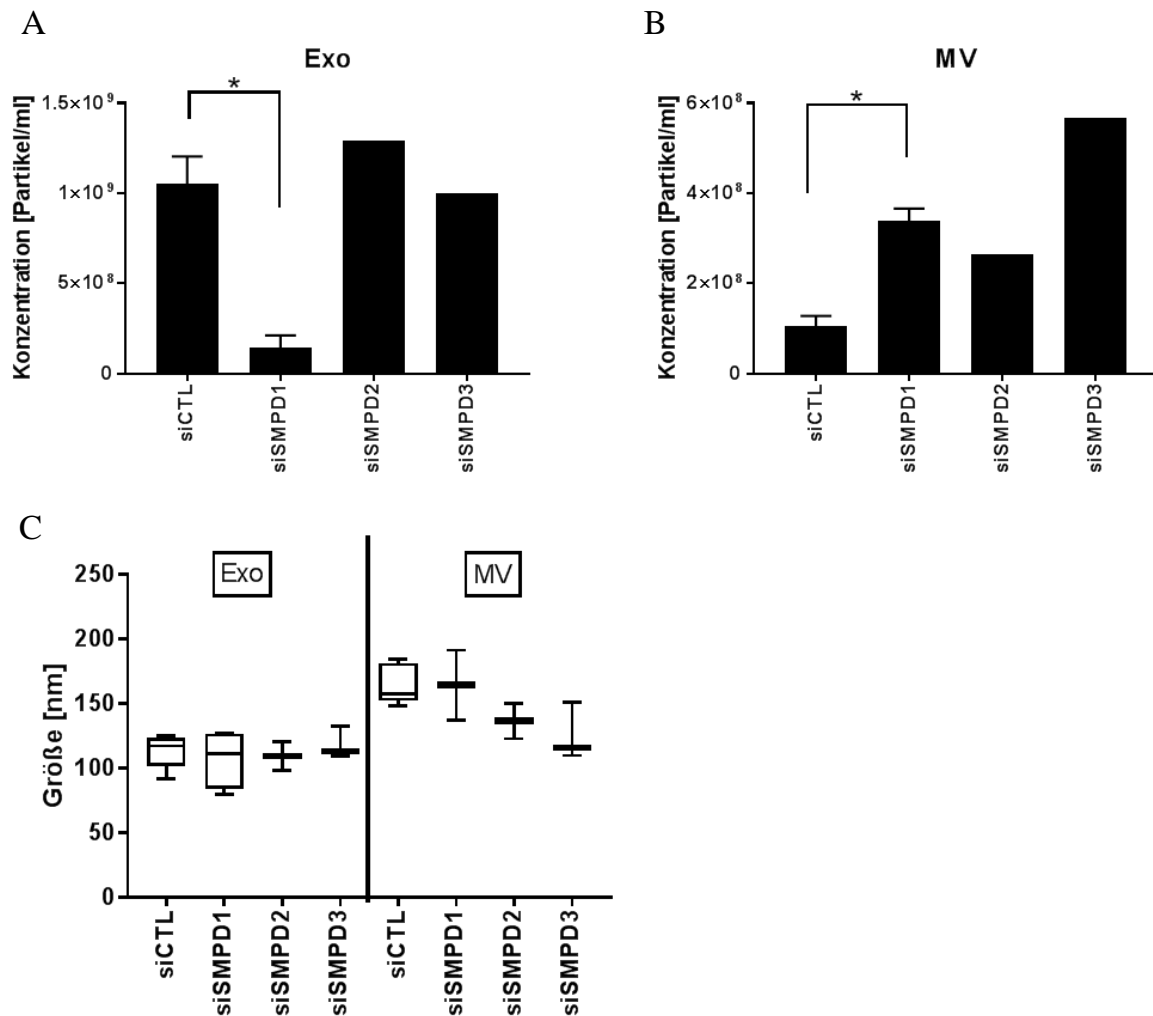 A
Exo
Konzentration [Partikel/ml]
1.5×10⁹
1×10⁹
5×10⁸
0
*
siCTL
siSMPD1
siSMPD2
siSMPD3
B
MV
Konzentration [Partikel/ml]
6×10⁸
4×10⁸
2×10⁸
0
*
siCTL
siSMPD1
siSMPD2
siSMPD3
C
Exo
MV
Größe [nm]
250
200
150
100
50
0
siCTL
siSMPD1
siSMPD2
siSMPD3
siCTL
siSMPD1
siSMPD2
siSMPD3